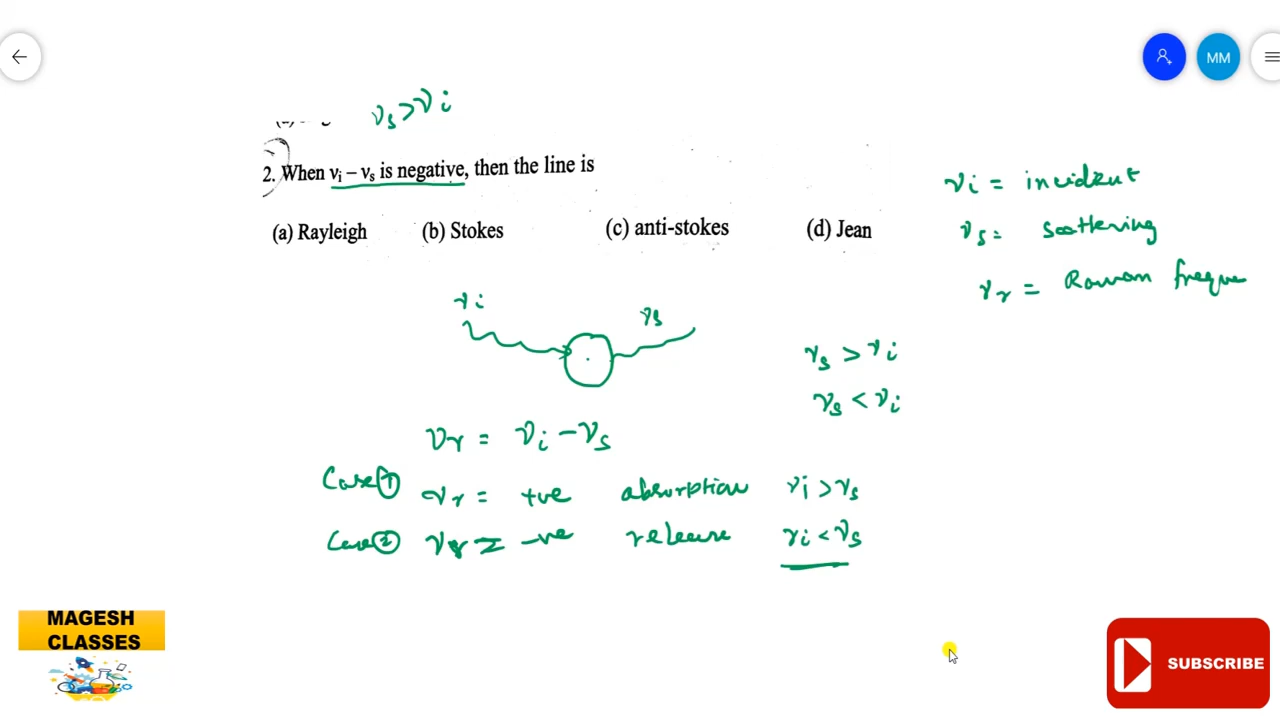 MM
νs > νi
2. When νi – νs is negative, then the line is
(a) Rayleigh (b) Stokes (c) anti-stokes (d) Jean
νi = incident
νs = scattering
νr = Raman freque
νi
νs
νs > νi
νs < νi
νr = νi – νs
Case ① νr = +ve absorption νi > νs
Case ② νr = -ve release νi < νs
MAGESH
CLASSES
SUBSCRIBE